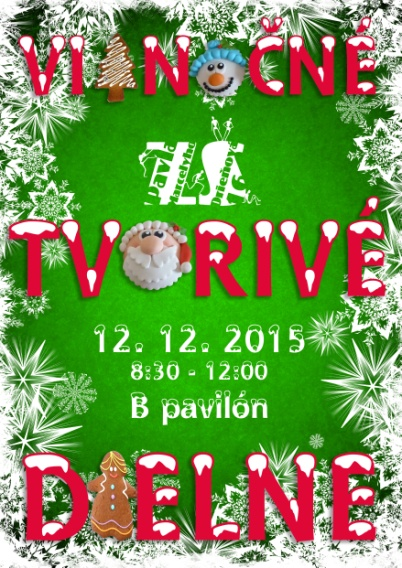 VIANOČNÉ
TVORIVÉ
12. 12. 2015
8:30 - 12:00
B pavilón
DIELNE